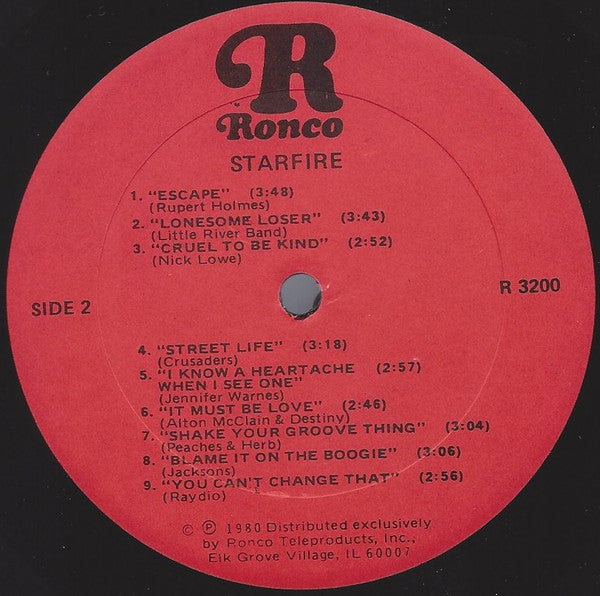 R
Ronco
STARFIRE
1. "ESCAPE" (3:48)
(Rupert Holmes)
2. "LONESOME LOSER" (3:43)
(Little River Band)
3. "CRUEL TO BE KIND" (2:52)
(Nick Lowe)
SIDE 2
R 3200
4. "STREET LIFE" (3:18)
(Crusaders)
5. "I KNOW A HEARTACHE (2:57)
WHEN I SEE ONE"
(Jennifer Warnes)
6. "IT MUST BE LOVE" (2:46)
(Alton McClain & Destiny)
7. "SHAKE YOUR GROOVE THING" (3:04)
(Peaches & Herb)
8. "BLAME IT ON THE BOOGIE" (3:06)
(Jacksons)
9. "YOU CAN'T CHANGE THAT" (2:56)
(Raydio)
© ℗ 1980 Distributed exclusively
by Ronco Teleproducts, Inc.,
Elk Grove Village, IL 60007